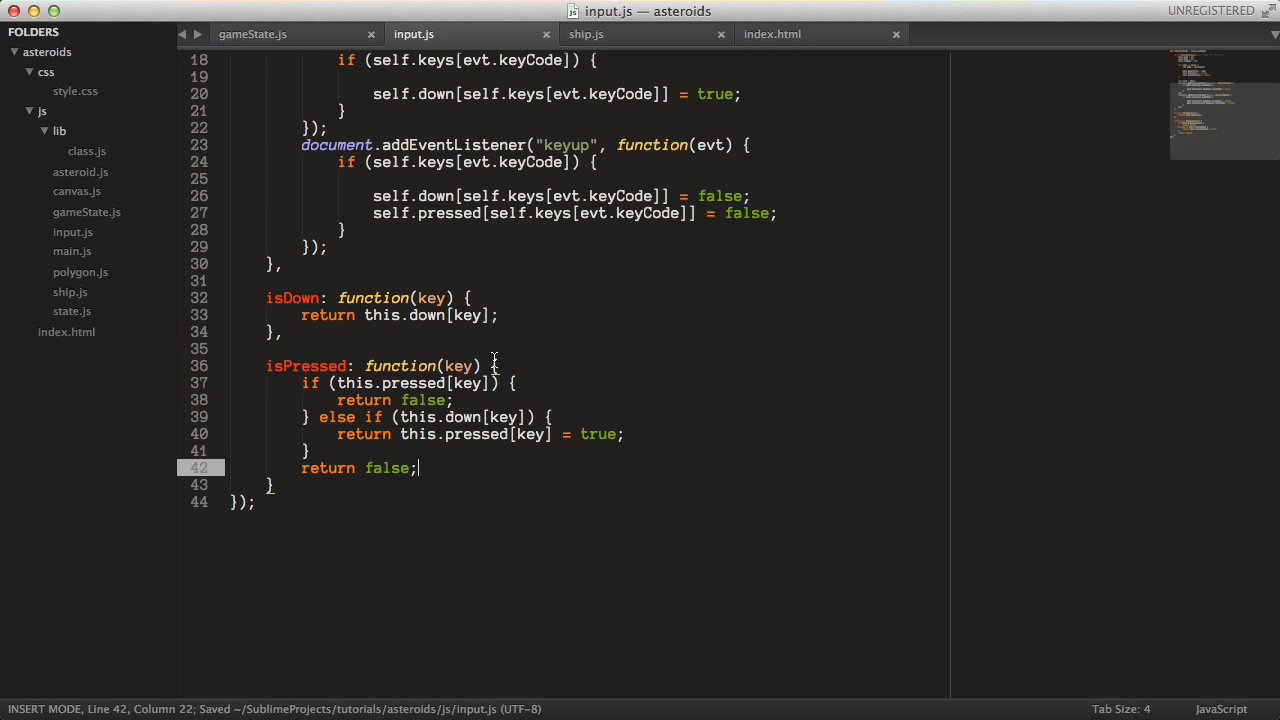 input.js — asteroids
UNREGISTERED
FOLDERS
asteroids
css
style.css
js
lib
class.js
asteroid.js
canvas.js
gameState.js
input.js
main.js
polygon.js
ship.js
state.js
index.html
gameState.js
input.js
ship.js
index.html
18 if (self.keys[evt.keyCode]) {
19
20 self.down[self.keys[evt.keyCode]] = true;
21 }
22 });
23 document.addEventListener("keyup", function(evt) {
24 if (self.keys[evt.keyCode]) {
25
26 self.down[self.keys[evt.keyCode]] = false;
27 self.pressed[self.keys[evt.keyCode]] = false;
28 }
29 });
30 },
31
32 isDown: function(key) {
33 return this.down[key];
34 },
35
36 isPressed: function(key) {
37 if (this.pressed[key]) {
38 return false;
39 } else if (this.down[key]) {
40 return this.pressed[key] = true;
41 }
42 return false;
43 }
44 });
INSERT MODE, Line 42, Column 22; Saved ~/SublimeProjects/tutorials/asteroids/js/input.js (UTF-8)
Tab Size: 4
JavaScript